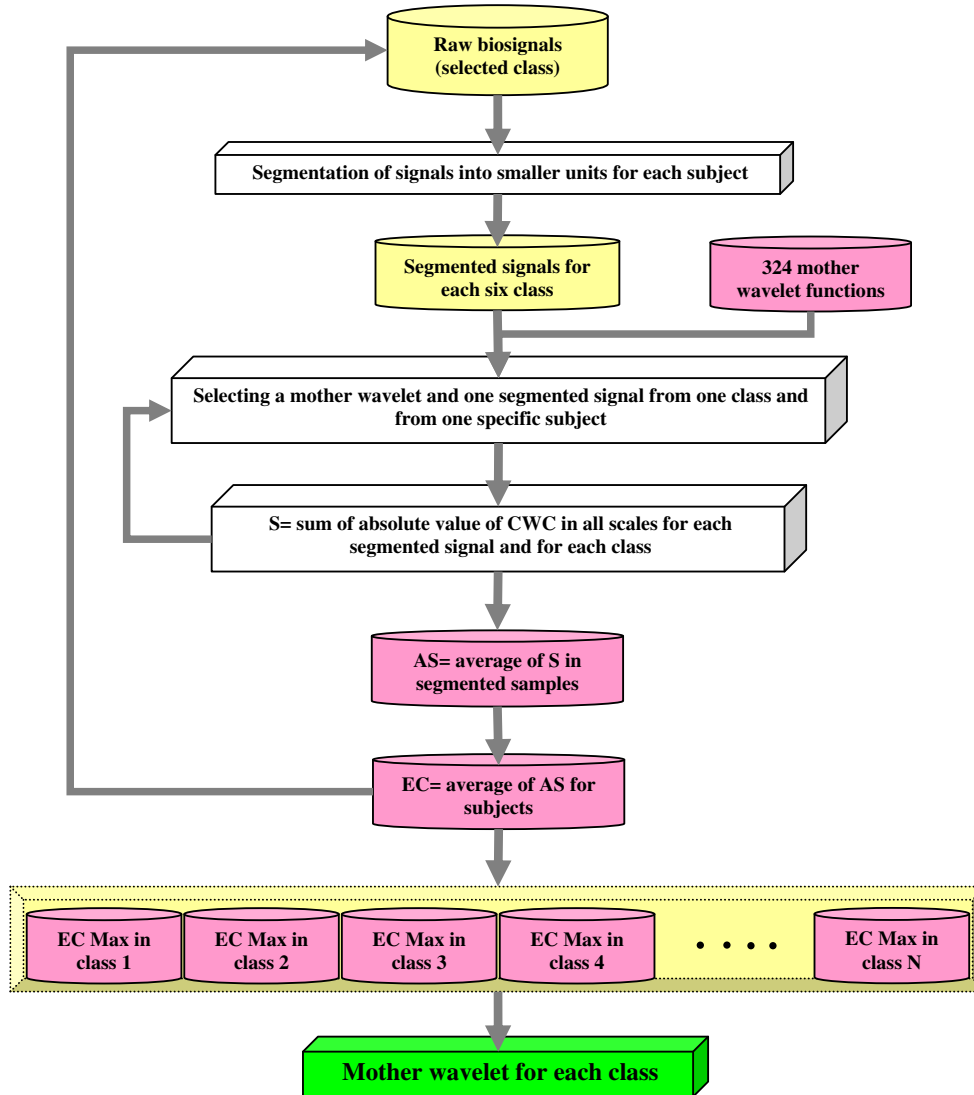 Raw biosignals
(selected class)
Segmentation of signals into smaller units for each subject
Segmented signals for
each six class
324 mother
wavelet functions
Selecting a mother wavelet and one segmented signal from one class and
from one specific subject
S= sum of absolute value of CWC in all scales for each
segmented signal and for each class
AS= average of S in
segmented samples
EC= average of AS for
subjects
EC Max in
class 1
EC Max in
class 2
EC Max in
class 3
EC Max in
class 4
. . . .
EC Max in
class N
Mother wavelet for each class